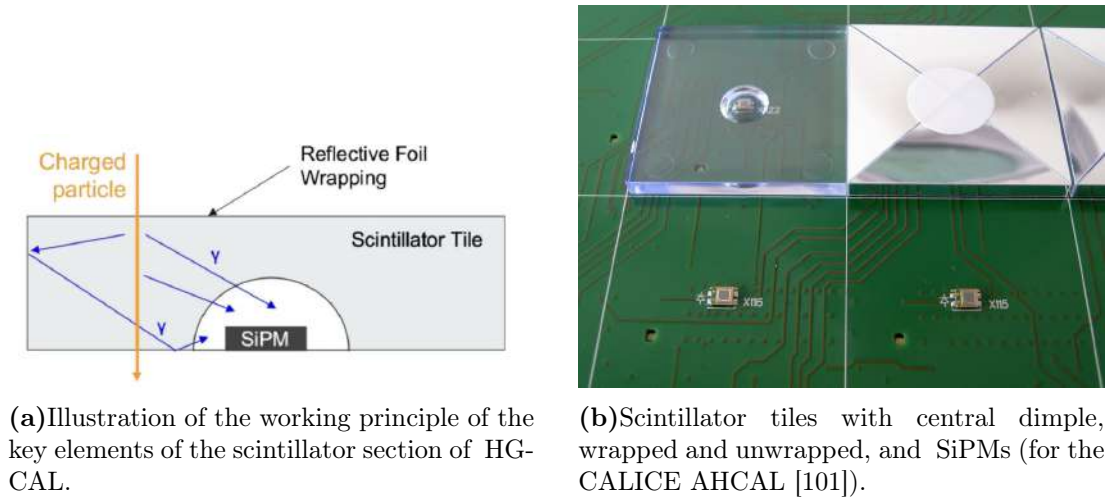 Charged
particle
Reflective Foil
Wrapping
Scintillator Tile
γ
γ
SiPM
X115
X115
(a)Illustration of the working principle of the
key elements of the scintillator section of HG-
CAL.
(b)Scintillator tiles with central dimple,
wrapped and unwrapped, and SiPMs (for the
CALICE AHCAL [101]).